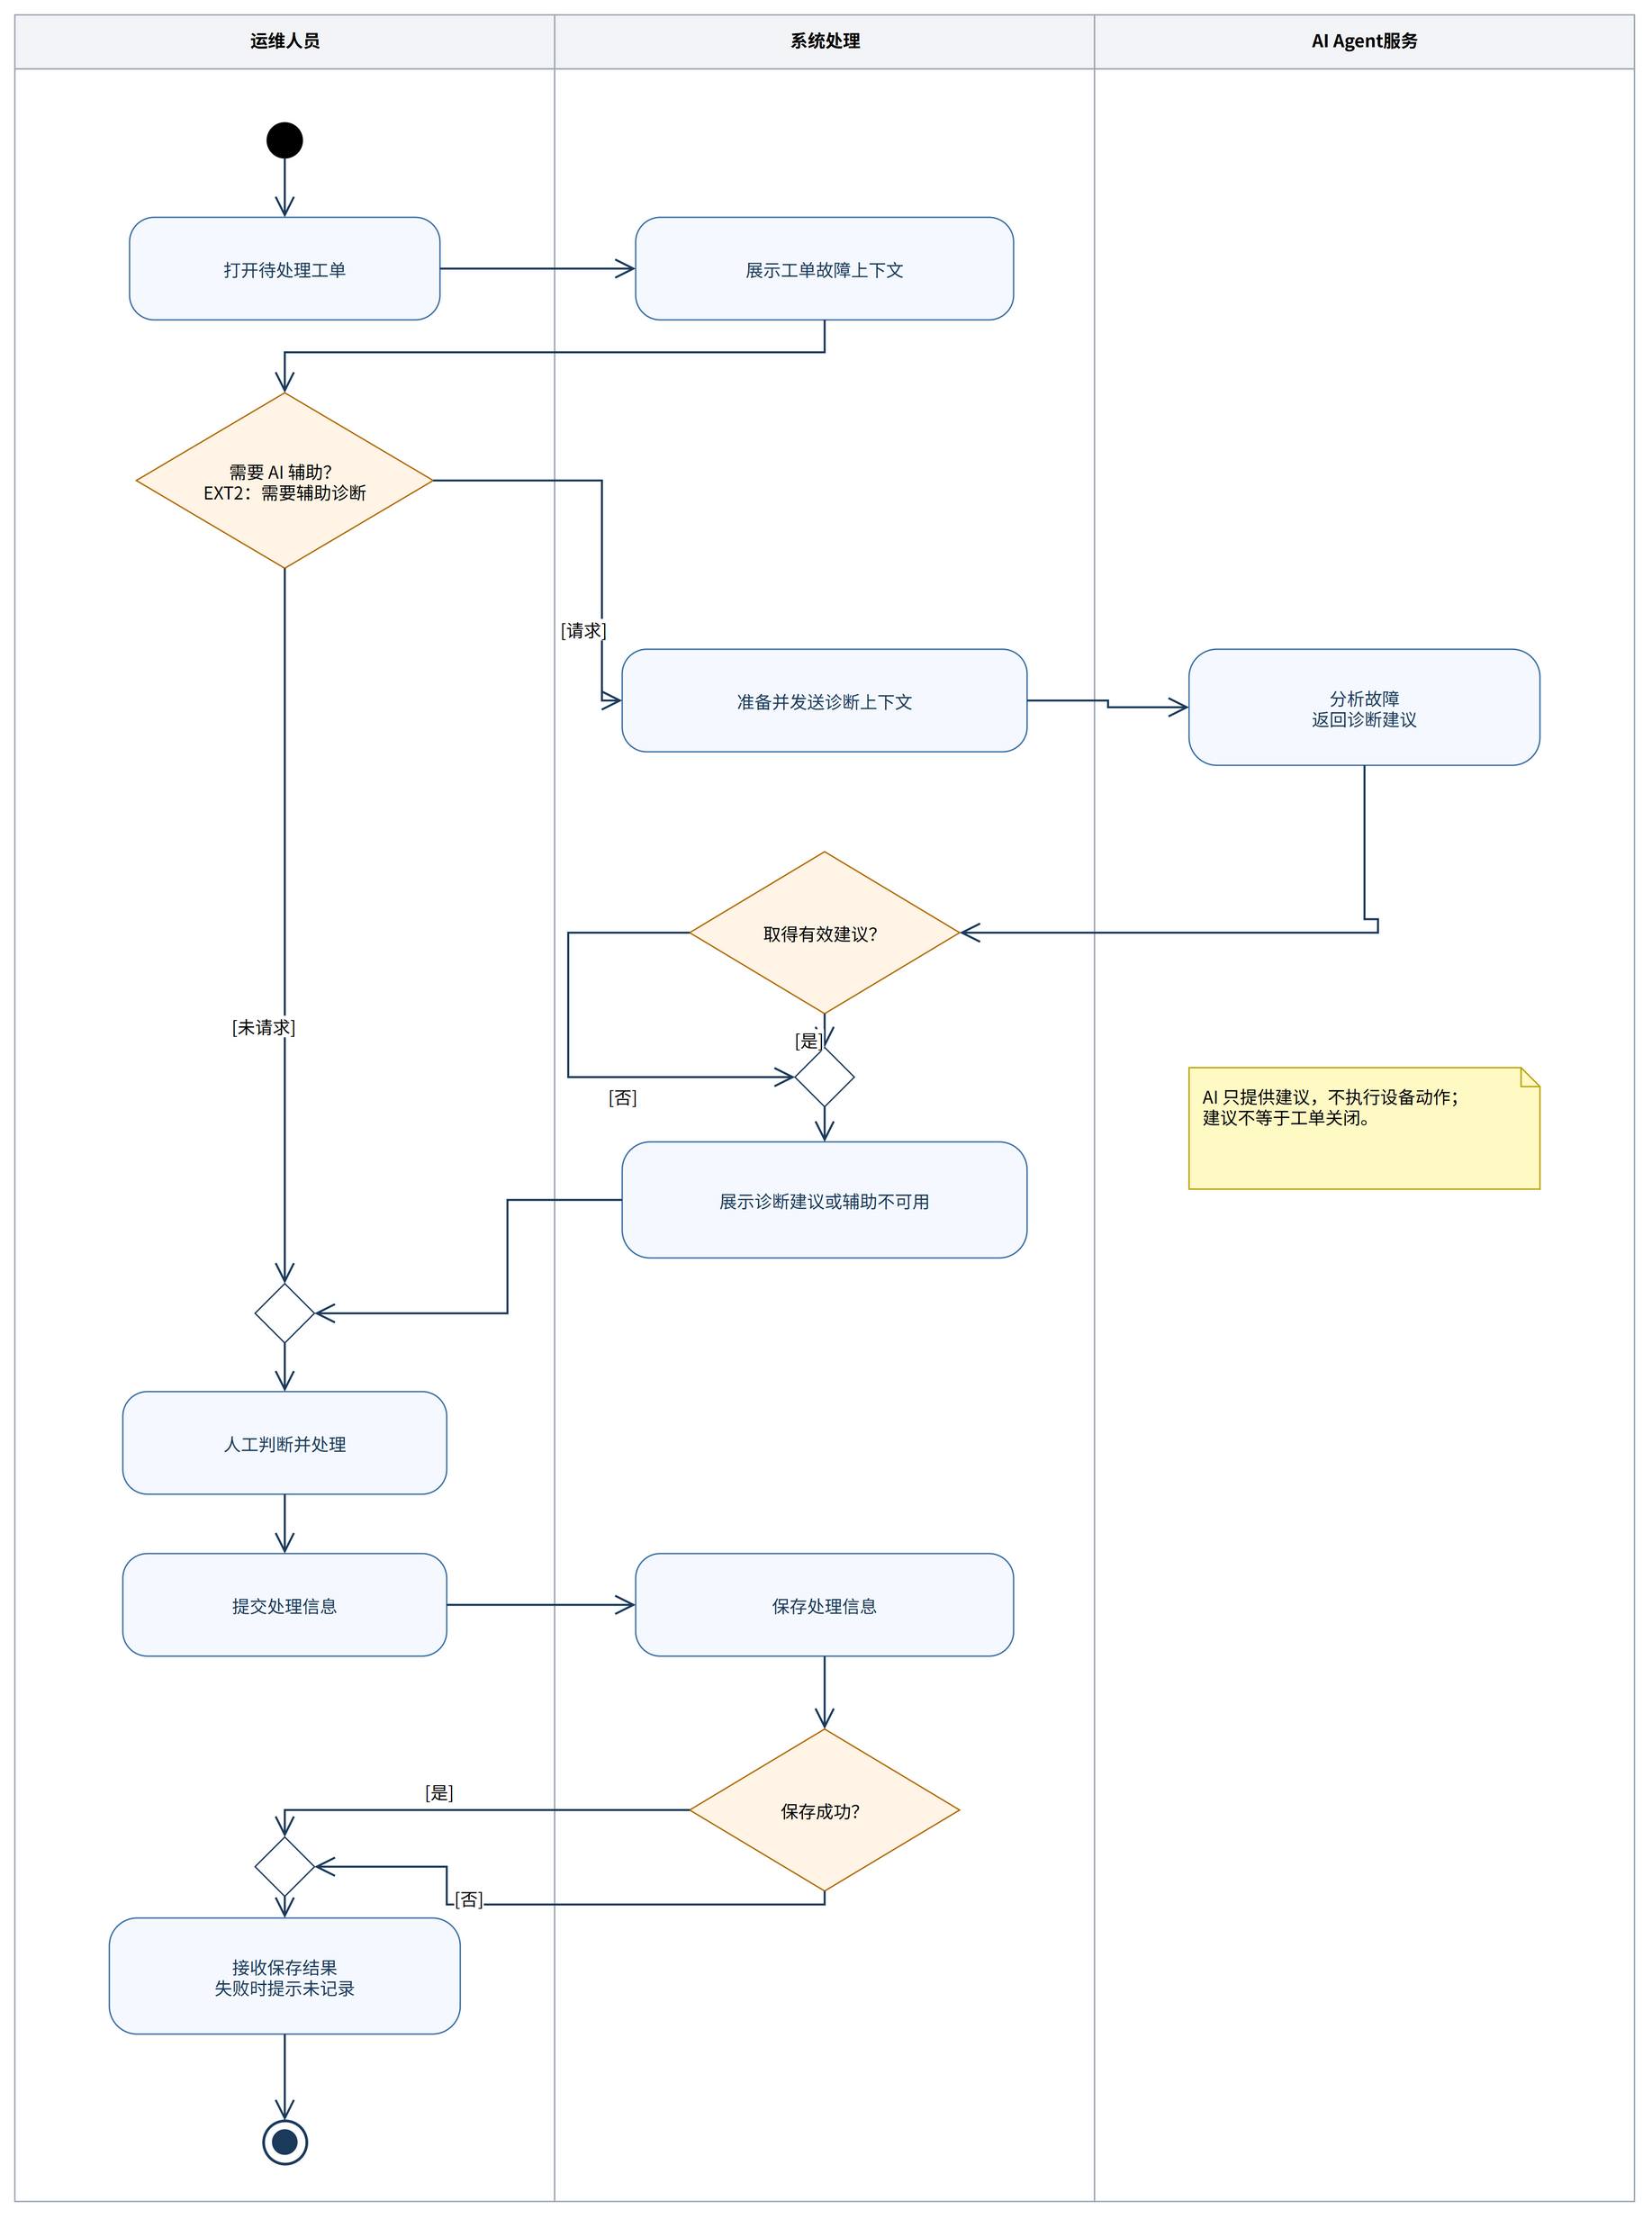 运维人员
系统处理
AI Agent服务
打开待处理工单
展示工单故障上下文
需要 AI 辅助？
EXT2：需要辅助诊断
[请求]
准备并发送诊断上下文
分析故障
返回诊断建议
取得有效建议？
[未请求]
[是]
[否]
AI 只提供建议，不执行设备动作；
建议不等于工单关闭。
展示诊断建议或辅助不可用
人工判断并处理
提交处理信息
保存处理信息
[是]
保存成功？
[否]
接收保存结果
失败时提示未记录